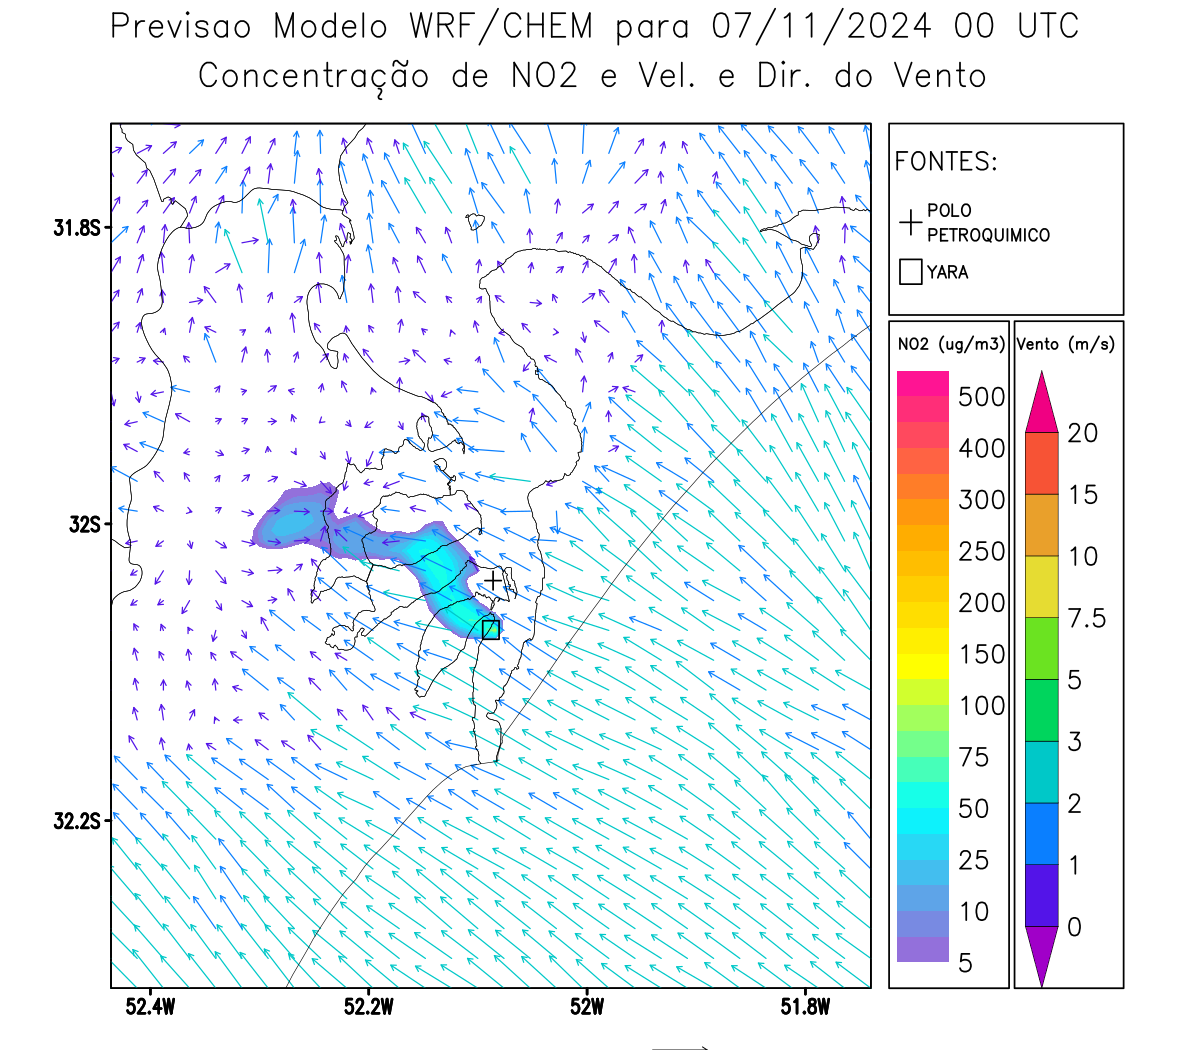 Previsao Modelo WRF/CHEM para 07/11/2024 00 UTC
Concentração de NO2 e Vel. e Dir. do Vento
FONTES:
POLO
PETROQUIMICO
YARA
NO2 (ug/m3)
500
400
300
250
200
150
100
75
50
25
10
5
Vento (m/s)
20
15
10
7.5
5
3
2
1
0
31.8S
32S
32.2S
52.4W
52.2W
52W
51.8W